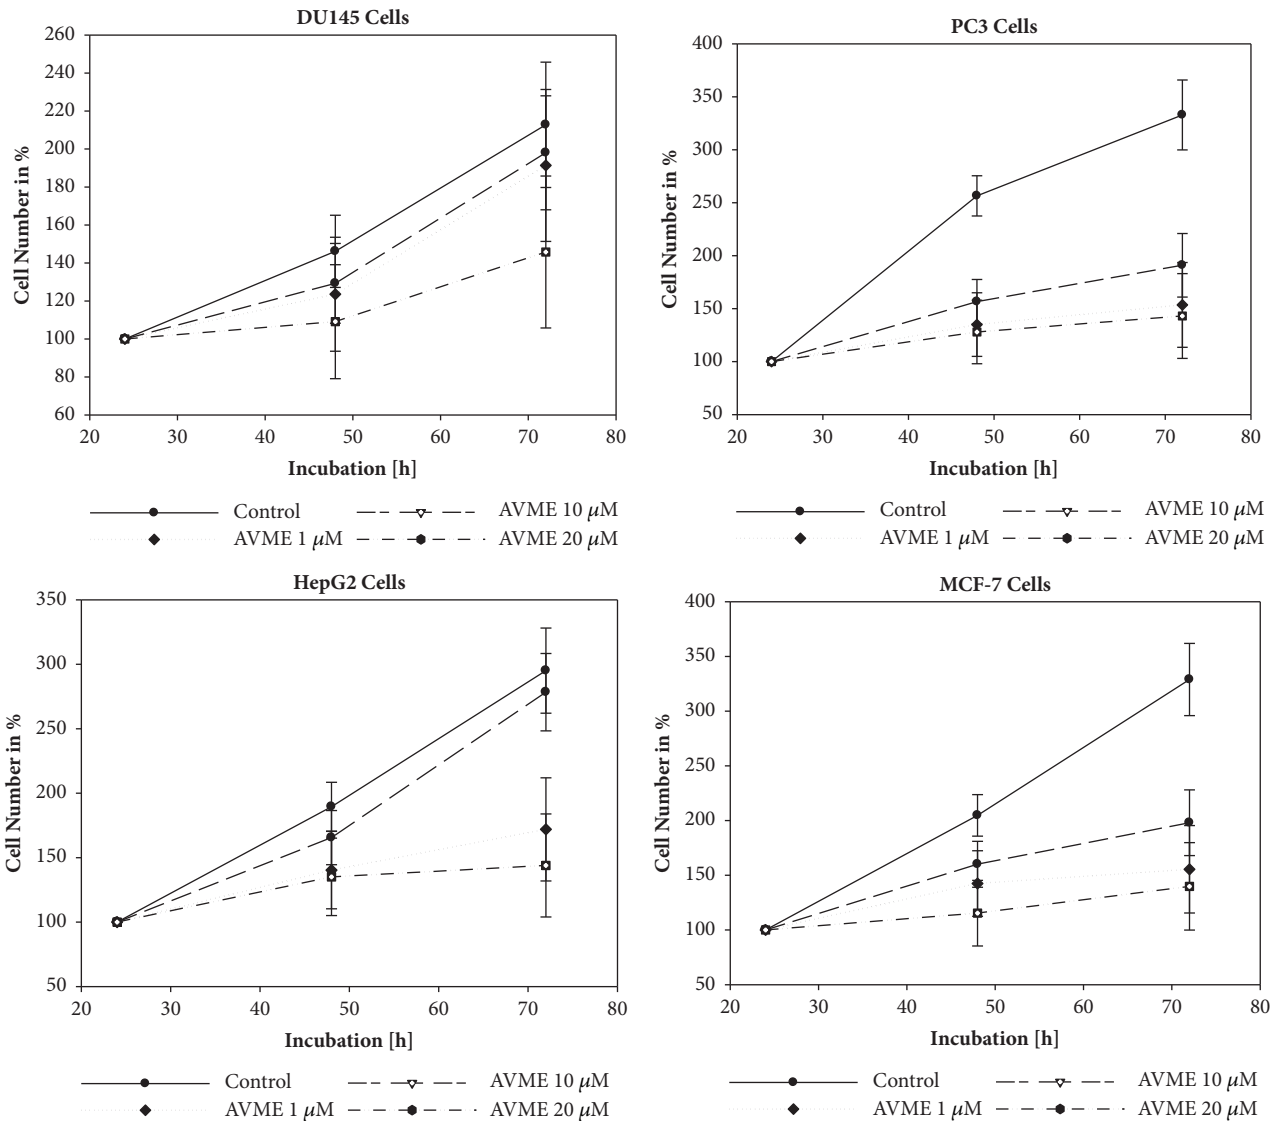 DU145 Cells
260
240
220
200
180
160
140
120
100
80
60
Cell Number in %
20 30 40 50 60 70 80
Incubation [h]
Control
AVME 10 μM
AVME 1 μM
AVME 20 μM
PC3 Cells
400
350
300
250
200
150
100
50
Cell Number in %
20 30 40 50 60 70 80
Incubation [h]
Control
AVME 10 μM
AVME 1 μM
AVME 20 μM
HepG2 Cells
350
300
250
200
150
100
50
Cell Number in %
20 30 40 50 60 70 80
Incubation [h]
Control
AVME 10 μM
AVME 1 μM
AVME 20 μM
MCF-7 Cells
400
350
300
250
200
150
100
50
Cell Number in %
20 30 40 50 60 70 80
Incubation [h]
Control
AVME 10 μM
AVME 1 μM
AVME 20 μM